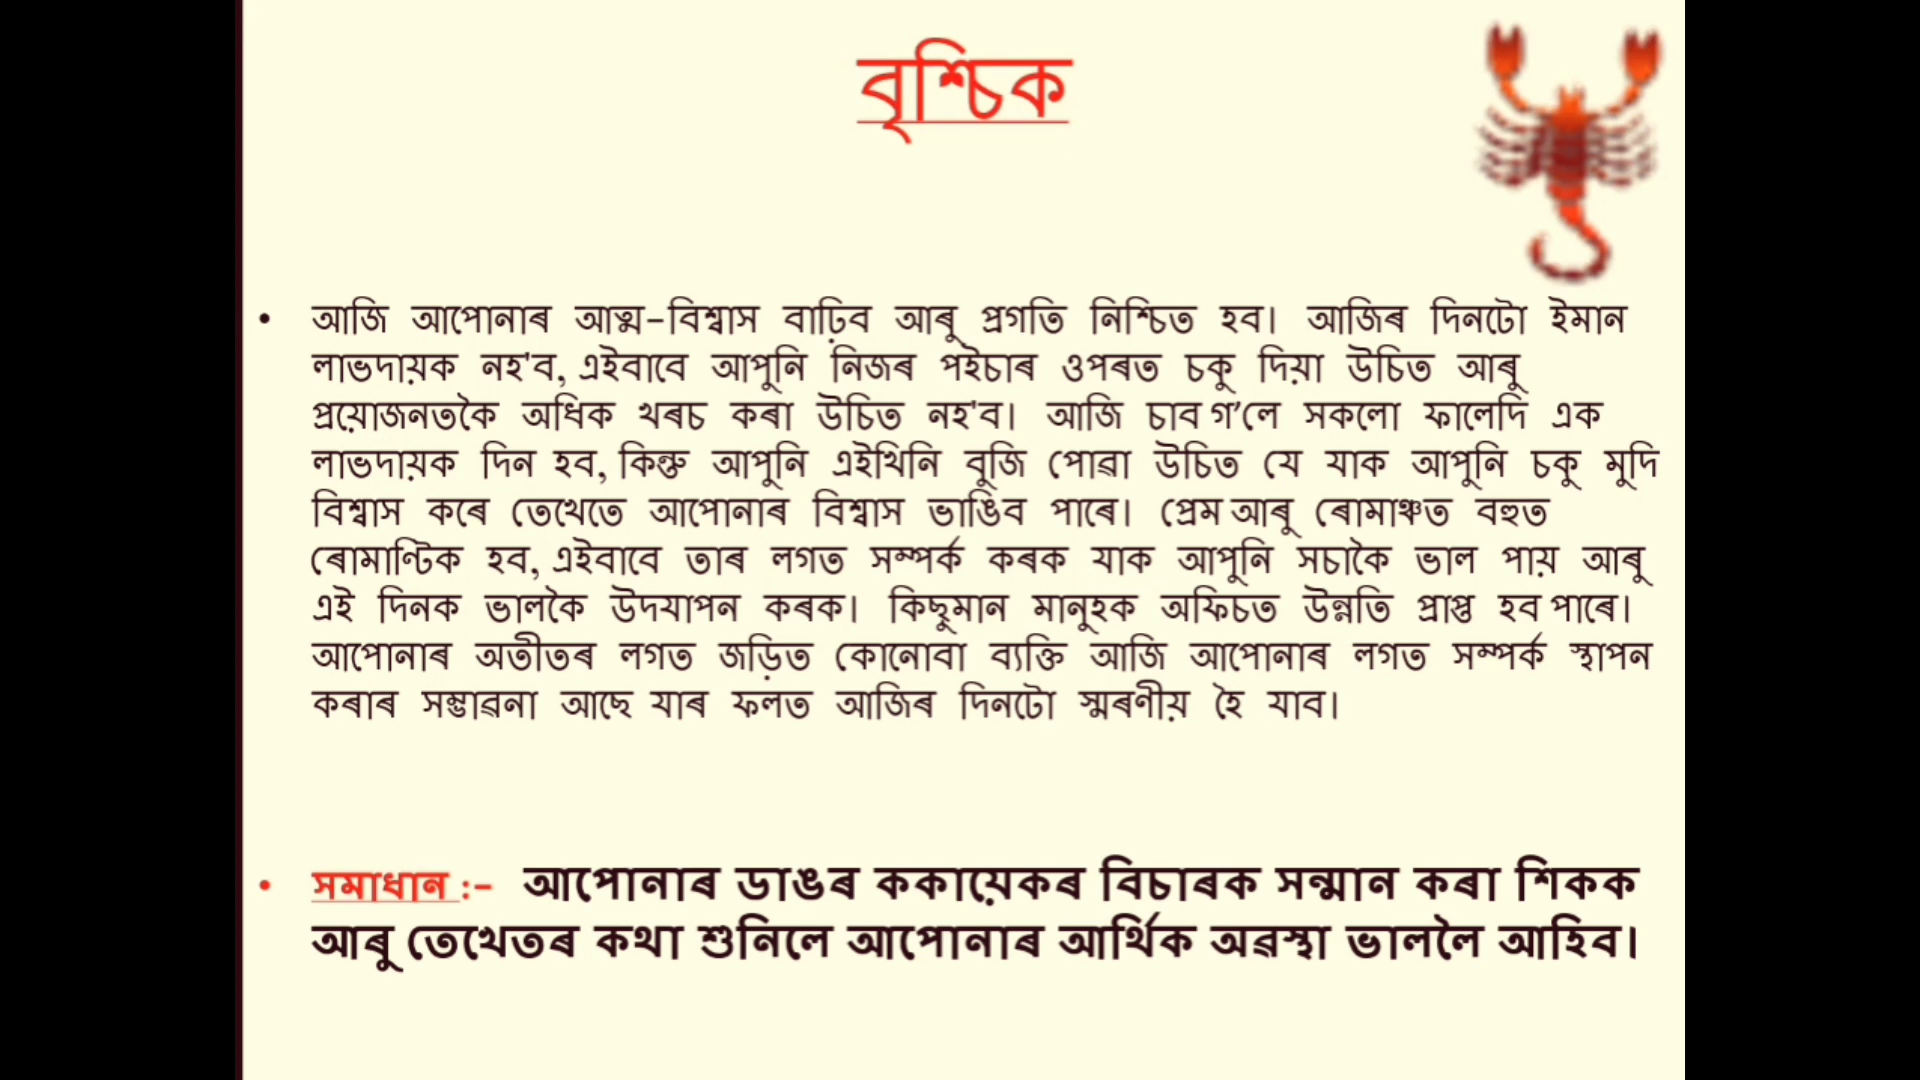 বৃশ্চিক
• আজি আপোনাৰ আত্ম-বিশ্বাস বাঢ়িব আৰু প্ৰগতি নিশ্চিত হব। আজিৰ দিনটো ইমান
লাভদায়ক নহ'ব, এইবাবে আপুনি নিজৰ পইচাৰ ওপৰত চকু দিয়া উচিত আৰু
প্ৰয়োজনতকৈ অধিক খৰচ কৰা উচিত নহ'ব। আজি চাব গ’লে সকলো ফালেদি এক
লাভদায়ক দিন হব, কিন্তু আপুনি এইখিনি বুজি পোৱা উচিত যে যাক আপুনি চকু মুদি
বিশ্বাস কৰে তেখেতে আপোনাৰ বিশ্বাস ভাঙিব পাৰে। প্ৰেম আৰু ৰোমাঞ্চত বহুত
ৰোমাণ্টিক হব, এইবাবে তাৰ লগত সম্পৰ্ক কৰক যাক আপুনি সচাকৈ ভাল পায় আৰু
এই দিনক ভালকৈ উদযাপন কৰক। কিছুমান মানুহক অফিচত উন্নতি প্ৰাপ্ত হব পাৰে।
আপোনাৰ অতীতৰ লগত জড়িত কোনোবা ব্যক্তি আজি আপোনাৰ লগত সম্পৰ্ক স্থাপন
কৰাৰ সম্ভাৱনা আছে যাৰ ফলত আজিৰ দিনটো স্মৰণীয় হৈ যাব।
• সমাধান :- আপোনাৰ ডাঙৰ ককায়েকৰ বিচাৰক সন্মান কৰা শিকক
আৰু তেখেতৰ কথা শুনিলে আপোনাৰ আৰ্থিক অৱস্থা ভাললৈ আহিব।